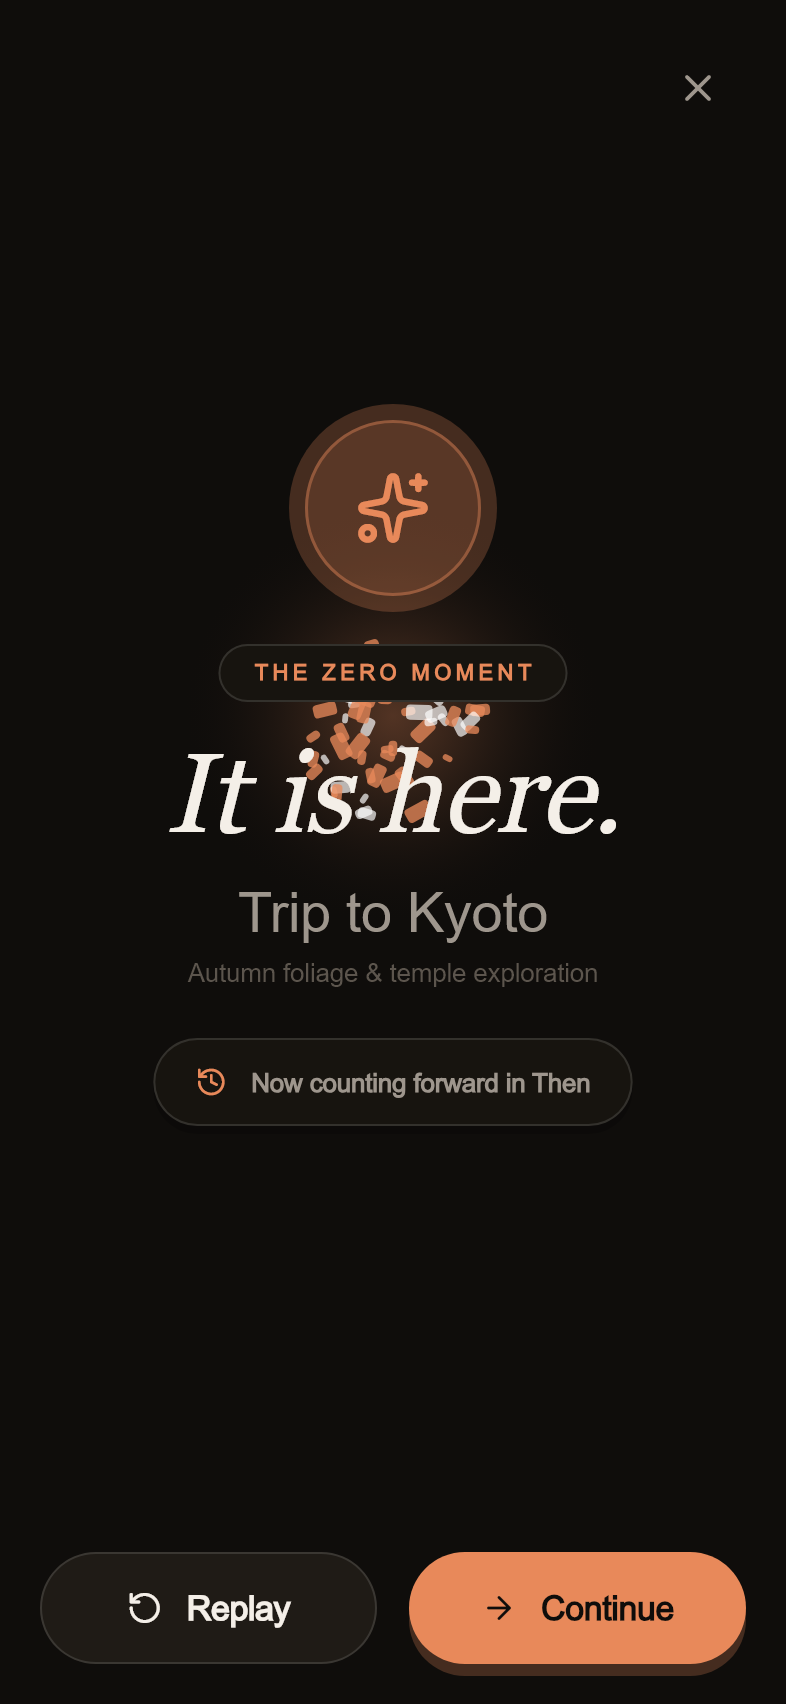 THE ZERO MOMENT
It is here.
Trip to Kyoto
Autumn foliage & temple exploration
Now counting forward in Then
Replay
Continue